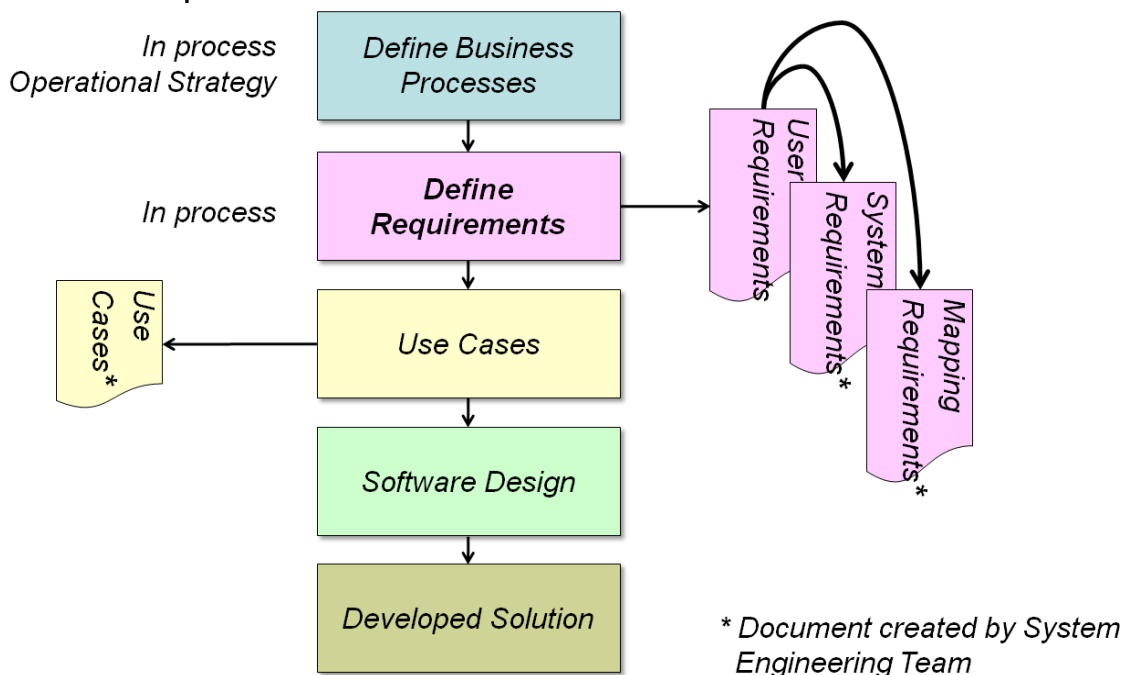 In process
Operational Strategy
Define Business
Processes
In process
Define
Requirements
User
Requirements
System
Requirements*
Mapping
Requirements*
Use
Cases*
Use Cases
Software Design
Developed Solution
* Document created by System
Engineering Team